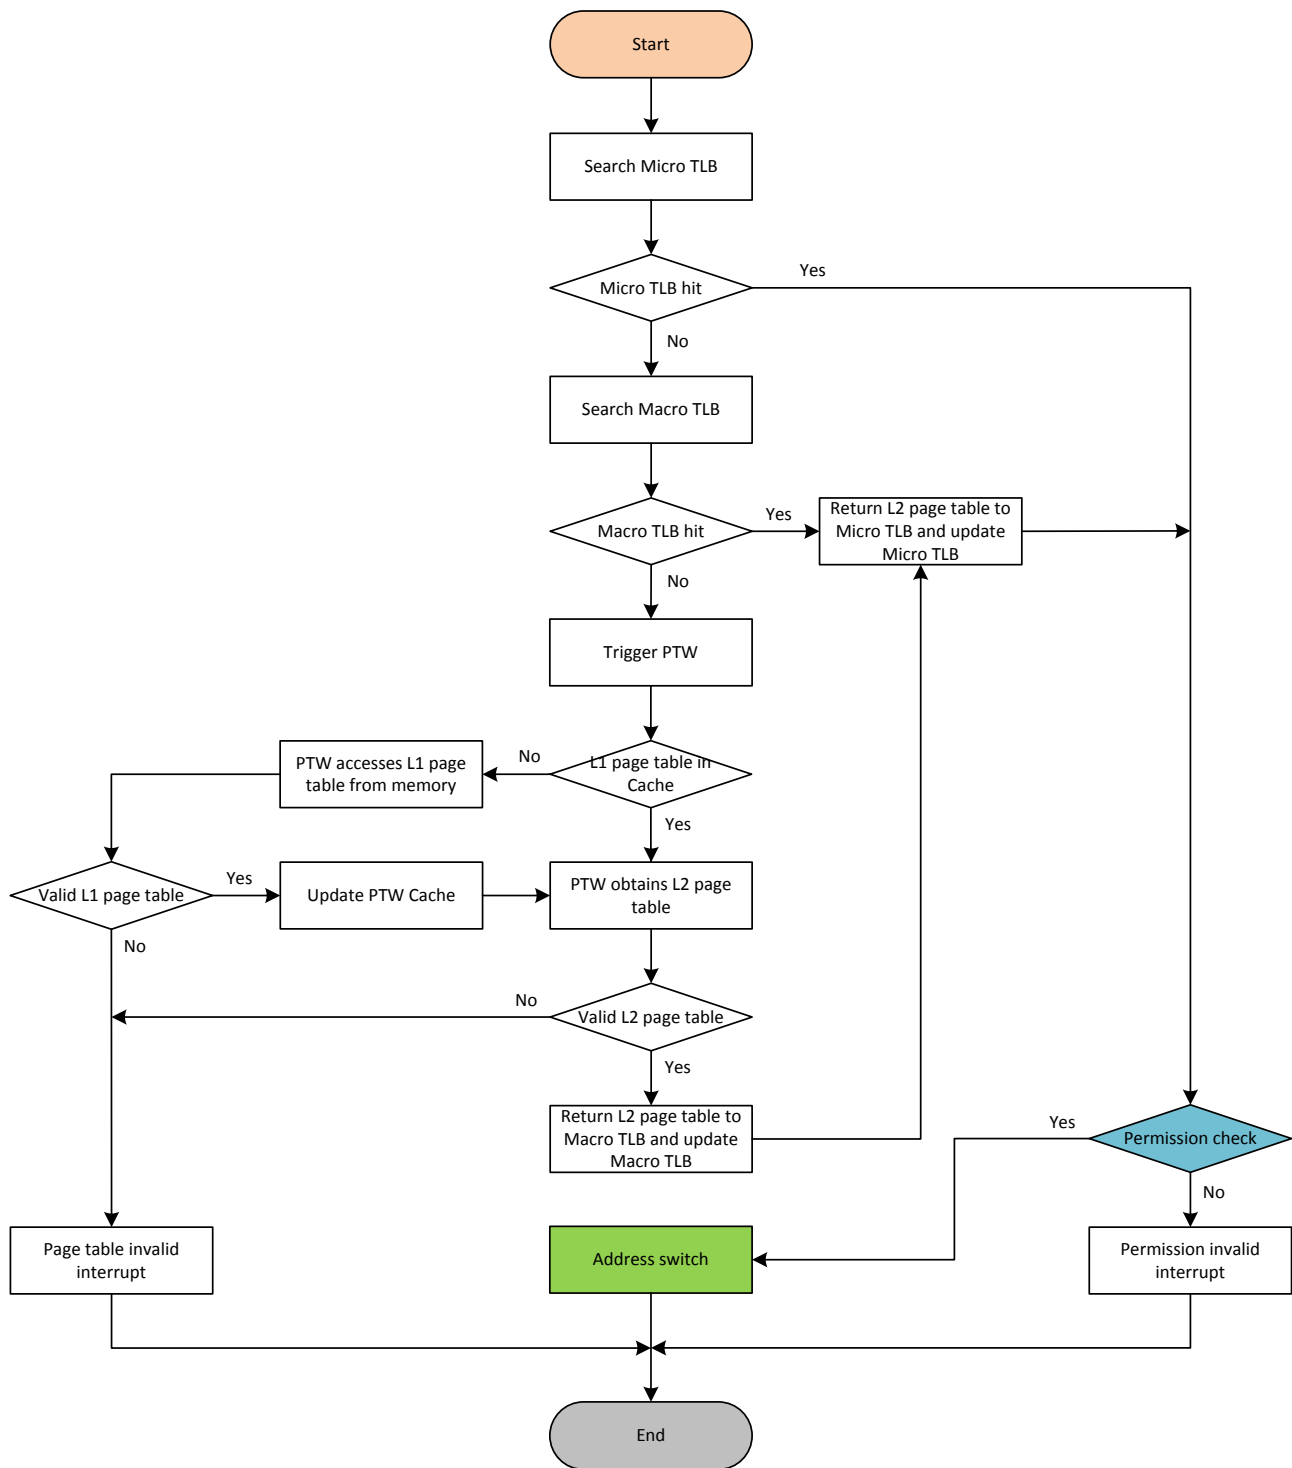 Start
Search Micro TLB
Micro TLB hit
Yes
No
Search Macro TLB
Macro TLB hit
Yes
Return L2 page table to
Micro TLB and update
Micro TLB
No
Trigger PTW
L1 page table in
Cache
No
PTW accesses L1 page
table from memory
Yes
Valid L1 page table
Yes
Update PTW Cache
PTW obtains L2 page
table
No
Valid L2 page table
No
Yes
Return L2 page table to
Macro TLB and update
Macro TLB
Yes
Permission check
No
Page table invalid
interrupt
Address switch
Permission invalid
interrupt
End